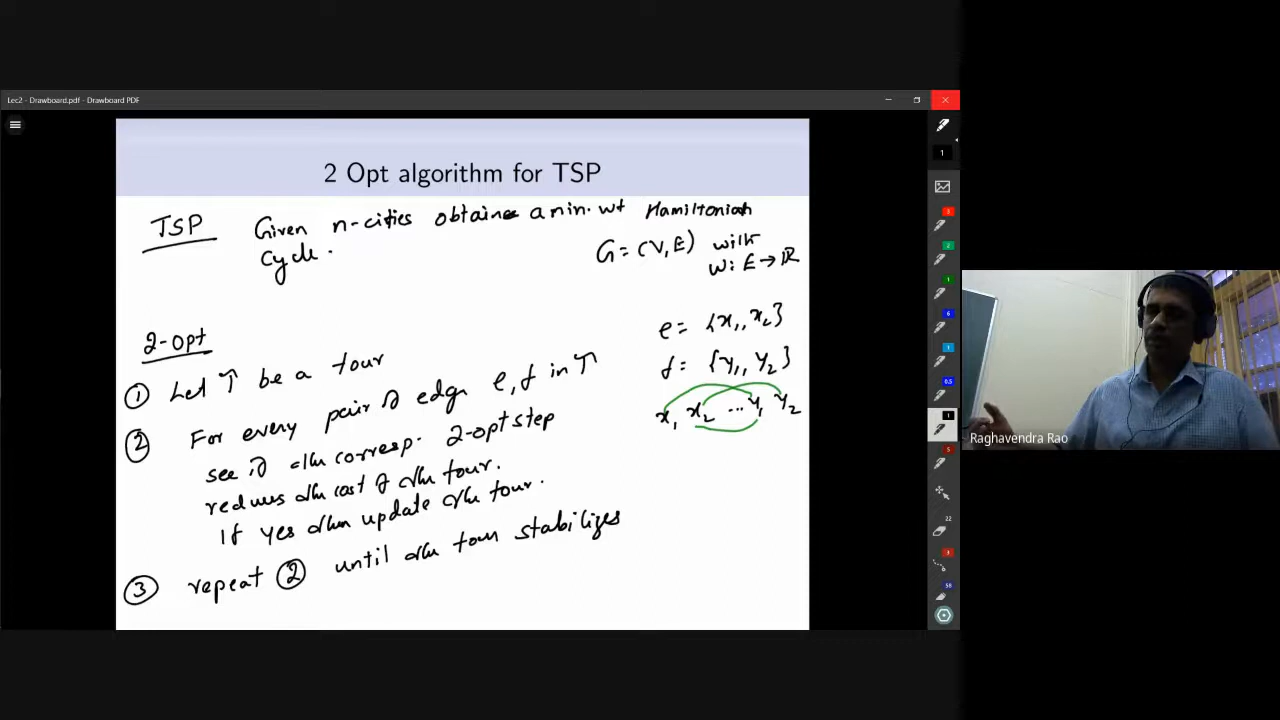 Lec2 - Drawboard.pdf - Drawboard PDF
2 Opt algorithm for TSP
TSP Given n-cities obtain a min. wt Hamiltonian
Cycle.
G = (V, E) with
w: E → ℝ
2-opt
① Let T be a tour
② For every pair of edge e, f in T
see if the corresp. 2-opt step
reduces the cost of the tour.
If yes then update the tour.
③ repeat ② until the tour stabilizes
e = {x₁, x₂}
f = {y₁, y₂}
x₁ x₂ ... y₁ y₂
Raghavendra Rao